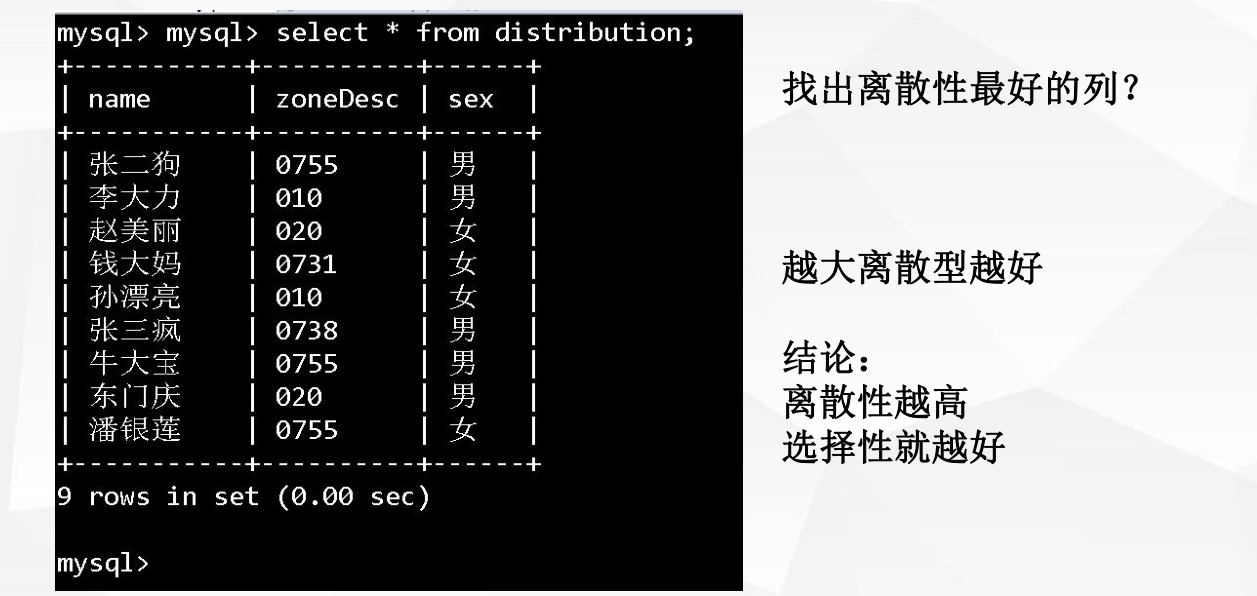 mysql> mysql> select * from distribution;
+-----------+----------+------+
| name | zoneDesc | sex |
+-----------+----------+------+
| 张二狗 | 0755 | 男 |
| 李大力 | 010 | 男 |
| 赵美丽 | 020 | 女 |
| 钱大妈 | 0731 | 女 |
| 孙漂亮 | 010 | 女 |
| 张三疯 | 0738 | 男 |
| 牛大宝 | 0755 | 男 |
| 东门庆 | 020 | 男 |
| 潘银莲 | 0755 | 女 |
+-----------+----------+------+
9 rows in set (0.00 sec)
mysql>
找出离散性最好的列？
越大离散型越好
结论：
离散性越高
选择性就越好